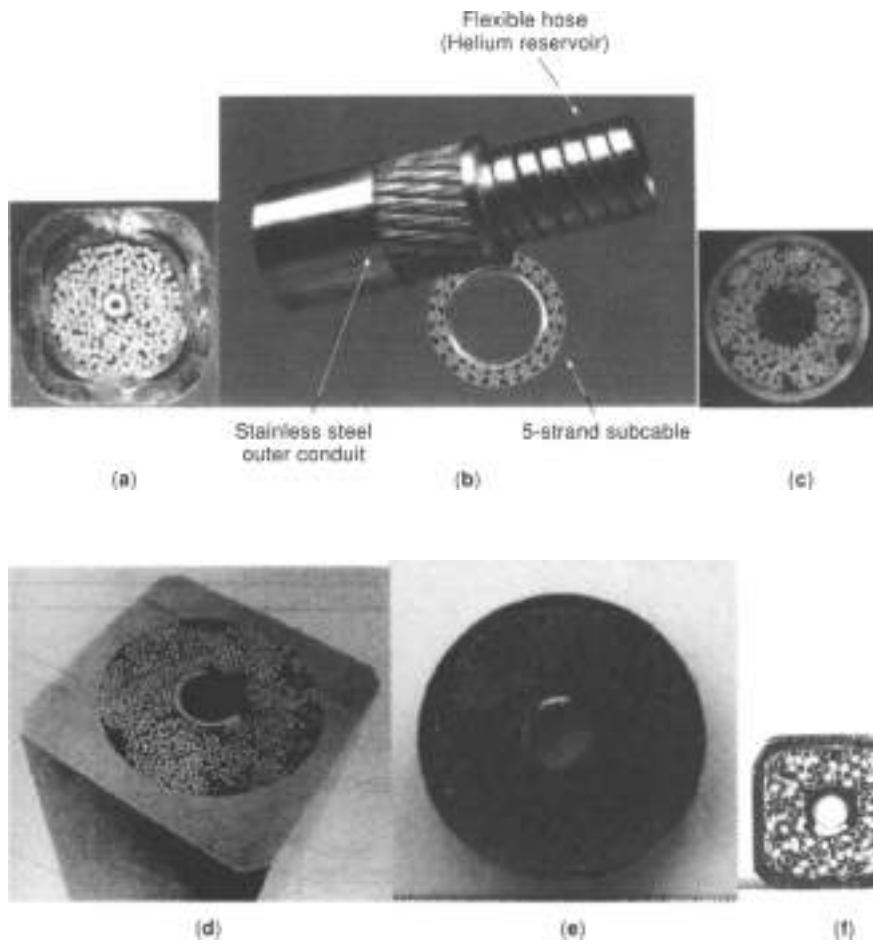 Flexible hose
(Helium reservoir)
Stainless steel
outer conduit
5-strand subcable
(a)
(b)
(c)
(d)
(e)
(f)